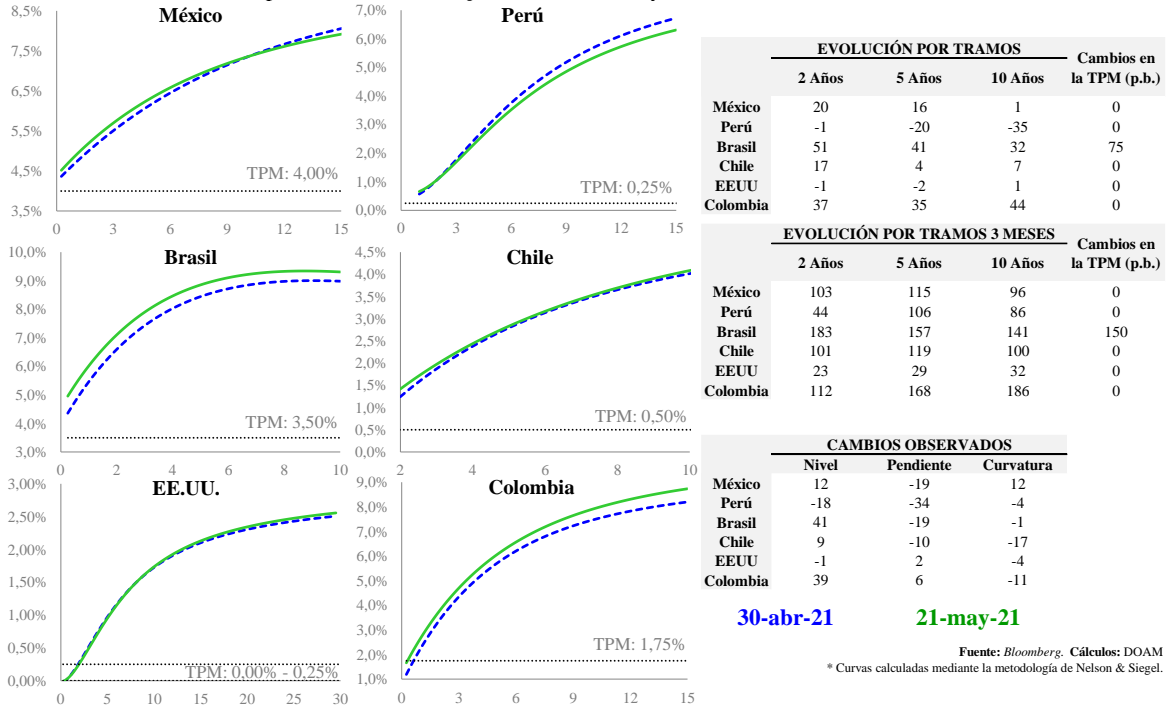 México
8,5%
7,5%
6,5%
5,5%
4,5%
3,5%
TPM: 4,00%
0 3 6 9 12 15
Perú
7,0%
6,0%
5,0%
4,0%
3,0%
2,0%
1,0%
0,0%
TPM: 0,25%
0 3 6 9 12 15
Brasil
10,0%
9,0%
8,0%
7,0%
6,0%
5,0%
4,0%
3,0%
TPM: 3,50%
0 2 4 6 8 10
Chile
4,5%
4,0%
3,5%
3,0%
2,5%
2,0%
1,5%
1,0%
0,5%
0,0%
TPM: 0,50%
2 4 6 8 10
EE.UU.
3,00%
2,50%
2,00%
1,50%
1,00%
0,50%
0,00%
TPM: 0,00% - 0,25%
0 5 10 15 20 25 30
Colombia
9,0%
8,0%
7,0%
6,0%
5,0%
4,0%
3,0%
2,0%
1,0%
TPM: 1,75%
0 3 6 9 12 15
EVOLUCIÓN POR TRAMOS
Cambios en
la TPM (p.b.)
2 Años 5 Años 10 Años
México 20 16 1 0
Perú -1 -20 -35 0
Brasil 51 41 32 75
Chile 17 4 7 0
EEUU -1 -2 1 0
Colombia 37 35 44 0
EVOLUCIÓN POR TRAMOS 3 MESES
Cambios en
la TPM (p.b.)
2 Años 5 Años 10 Años
México 103 115 96 0
Perú 44 106 86 0
Brasil 183 157 141 150
Chile 101 119 100 0
EEUU 23 29 32 0
Colombia 112 168 186 0
CAMBIOS OBSERVADOS
Nivel Pendiente Curvatura
México 12 -19 12
Perú -18 -34 -4
Brasil 41 -19 -1
Chile 9 -10 -17
EEUU -1 2 -4
Colombia 39 6 -11
30-abr-21 21-may-21
Fuente: Bloomberg. Cálculos: DOAM
* Curvas calculadas mediante la metodología de Nelson & Siegel.